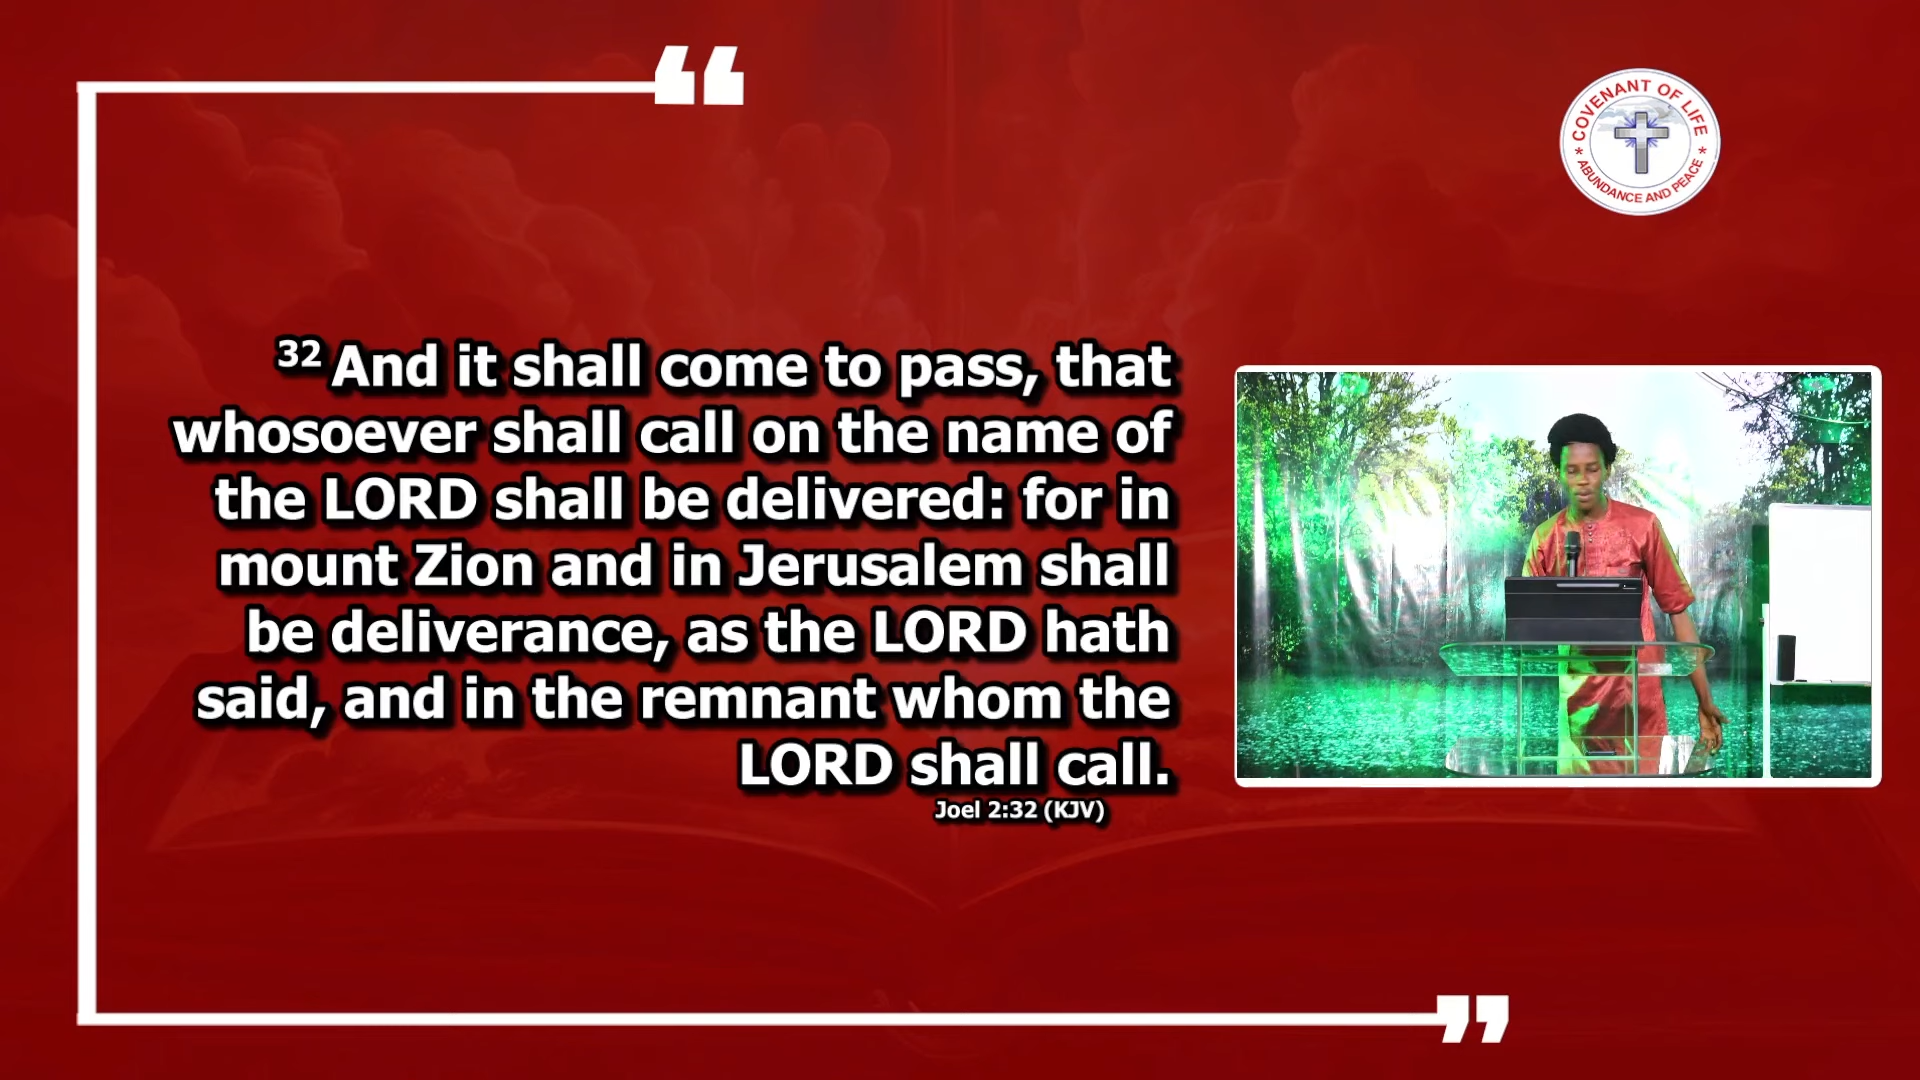 “
COVENANT OF LIFE
* ABUNDANCE AND PEACE *
32 And it shall come to pass, that
whosoever shall call on the name of
the LORD shall be delivered: for in
mount Zion and in Jerusalem shall
be deliverance, as the LORD hath
said, and in the remnant whom the
LORD shall call.
Joel 2:32 (KJV)
”